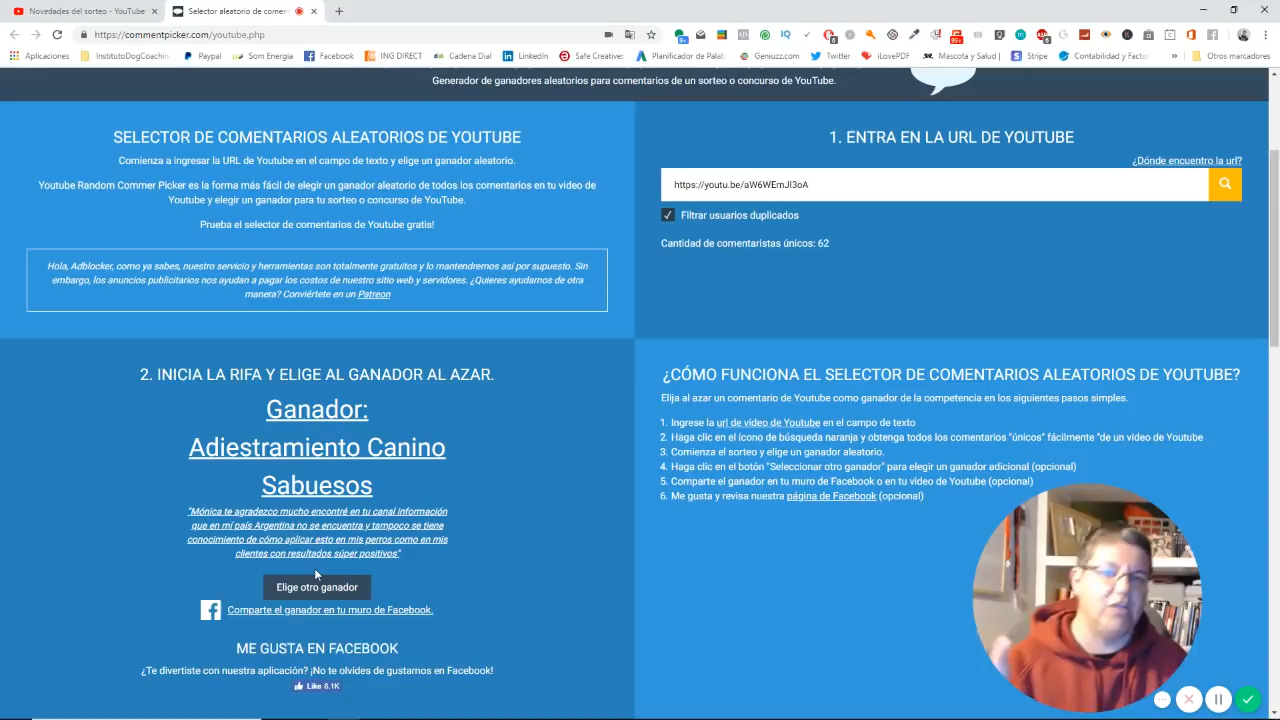 Novedades del sorteo - YouTube
Selector aleatorio de comen
https://commentpicker.com/youtube.php
Aplicaciones
InstitutoDogCoachin
Paypal
Som Energia
Facebook
ING DIRECT
Cadena Dial
LinkedIn
Safe Creative
Planificador de Palab
Geniuzz.com
Twitter
iLovePDF
Mascota y Salud |
Stripe
Contabilidad y Factur
»
Otros marcadores
Generador de ganadores aleatorios para comentarios de un sorteo o concurso de YouTube.
SELECTOR DE COMENTARIOS ALEATORIOS DE YOUTUBE
Comienza a ingresar la URL de Youtube en el campo de texto y elige un ganador aleatorio.
Youtube Random Commer Picker es la forma más fácil de elegir un ganador aleatorio de todos los comentarios en tu video de
Youtube y elegir un ganador para tu sorteo o concurso de YouTube.
Prueba el selector de comentarios de Youtube gratis!
Hola, Adblocker, como ya sabes, nuestro servicio y herramientas son totalmente gratuitos y lo mantendremos así por supuesto. Sin
embargo, los anuncios publicitarios nos ayudan a pagar los costos de nuestro sitio web y servidores. ¿Quieres ayudarnos de otra
manera? Conviértete en un Patreon
1. ENTRA EN LA URL DE YOUTUBE
¿Dónde encuentro la url?
https://youtu.be/aW6WEmJI3oA
Filtrar usuarios duplicados
Cantidad de comentaristas únicos: 62
2. INICIA LA RIFA Y ELIGE AL GANADOR AL AZAR.
Ganador:
Adiestramiento Canino
Sabuesos
"Mónica te agradezco mucho encontré en tu canal información
que en mi país Argentina no se encuentra y tampoco se tiene
conocimiento de cómo aplicar esto en mis perros como en mis
clientes con resultados súper positivos"
Elige otro ganador
Comparte el ganador en tu muro de Facebook.
ME GUSTA EN FACEBOOK
¿Te divertiste con nuestra aplicación? ¡No te olvides de gustarnos en Facebook!
Like 8.1K
¿CÓMO FUNCIONA EL SELECTOR DE COMENTARIOS ALEATORIOS DE YOUTUBE?
Elija al azar un comentario de Youtube como ganador de la competencia en los siguientes pasos simples.
1. Ingrese la url de video de Youtube en el campo de texto
2. Haga clic en el ícono de búsqueda naranja y obtenga todos los comentarios "únicos" fácilmente "de un video de Youtube
3. Comienza el sorteo y elige un ganador aleatorio.
4. Haga clic en el botón "Seleccionar otro ganador" para elegir un ganador adicional (opcional)
5. Comparte el ganador en tu muro de Facebook o en tu video de Youtube (opcional)
6. Me gusta y revisa nuestra página de Facebook (opcional)